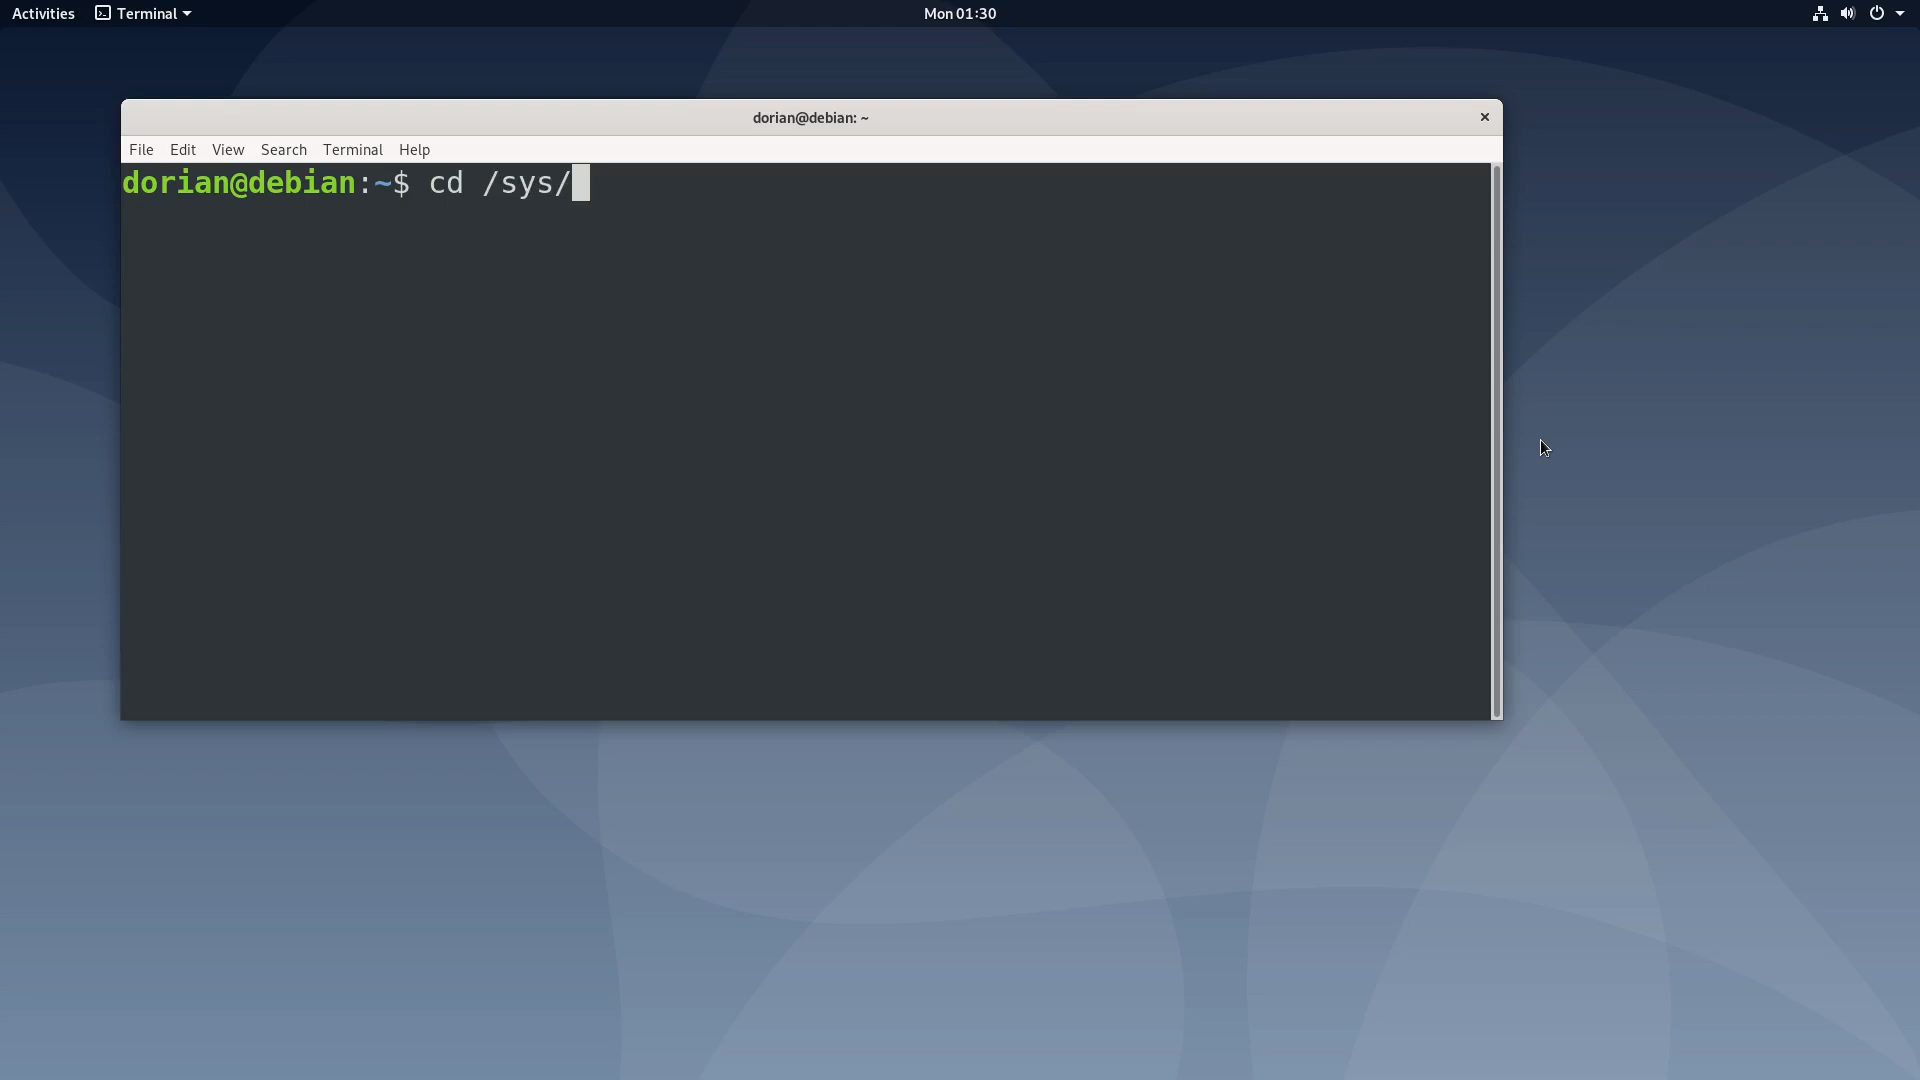 Activities Terminal Mon 01:30
dorian@debian: ~ ×
File Edit View Search Terminal Help
dorian@debian:~$ cd /sys/